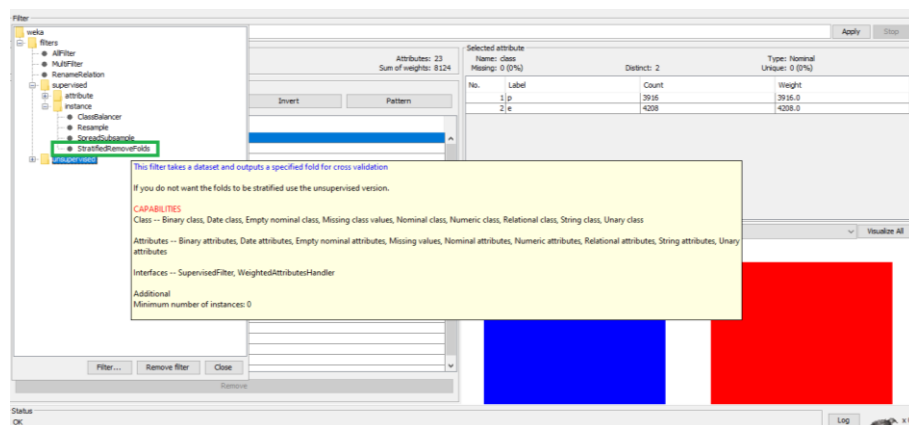 Filter
weka
filters
AllFilter
MultiFilter
RenameRelation
supervised
attribute
instance
ClassBalancer
Resample
SpreadSubsample
StratifiedRemoveFolds
unsupervised
Apply Stop
Attributes: 23
Sum of weights: 8124
Invert Pattern
Selected attribute
Name: class Type: Nominal
Missing: 0 (0%) Distinct: 2 Unique: 0 (0%)
No. Label Count Weight
1 p 3916 3916.0
2 e 4208 4208.0
This filter takes a dataset and outputs a specified fold for cross validation
If you do not want the folds to be stratified use the unsupervised version.
CAPABILITIES
Class -- Binary class, Date class, Empty nominal class, Missing class values, Nominal class, Numeric class, Relational class, String class, Unary class
Attributes -- Binary attributes, Date attributes, Empty nominal attributes, Missing values, Nominal attributes, Numeric attributes, Relational attributes, String attributes, Unary
attributes
Interfaces -- SupervisedFilter, WeightedAttributesHandler
Additional
Minimum number of instances: 0
Visualize All
Filter... Remove filter Close
Remove
Status
OK
Log
x